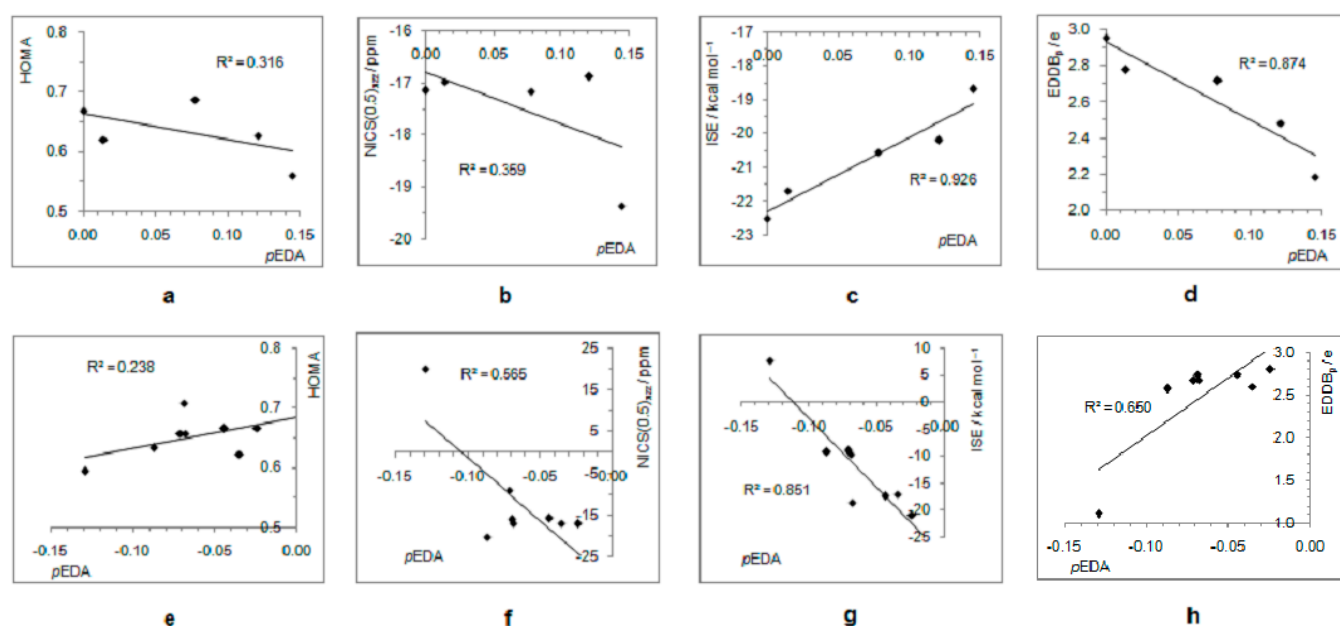 HOMA
0.8
0.7
0.6
0.5
R² = 0.316
0.00 0.05 0.10 0.15
pEDA
a
NICS(0.5)πzz / ppm
-16
-17
-18
-19
-20
0.00 0.05 0.10 0.15
R² = 0.359
pEDA
b
ISE / kcal mol⁻¹
-17
-18
-19
-20
-21
-22
-23
0.00 0.05 0.10 0.15
R² = 0.926
pEDA
c
EDDBₚ / e
3.0
2.8
2.6
2.4
2.2
2.0
R² = 0.874
0.00 0.05 0.10 0.15
pEDA
d
R² = 0.238
HOMA
0.8
0.7
0.6
0.5
-0.15 -0.10 -0.05 0.00
pEDA
e
R² = 0.565
NICS(0.5)πzz / ppm
25
15
5
-5
-15
-25
-0.15 -0.10 -0.05 0.00
pEDA
f
ISE / kcal mol⁻¹
10
5
0
-5
-10
-15
-20
-25
-0.15 -0.10 -0.05 0.00
R² = 0.851
pEDA
g
R² = 0.650
EDDBₚ / e
3.0
2.5
2.0
1.5
1.0
-0.15 -0.10 -0.05 0.00
pEDA
h